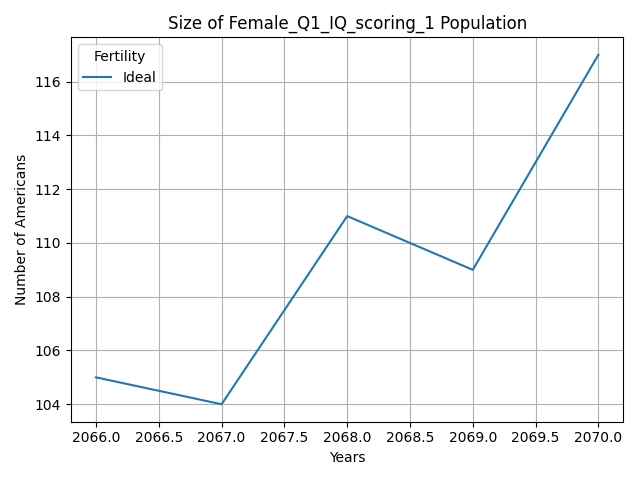 Size of Female_Q1_IQ_scoring_1 Population
Fertility
Ideal
Number of Americans
116
114
112
110
108
106
104
2066.0 2066.5 2067.0 2067.5 2068.0 2068.5 2069.0 2069.5 2070.0
Years